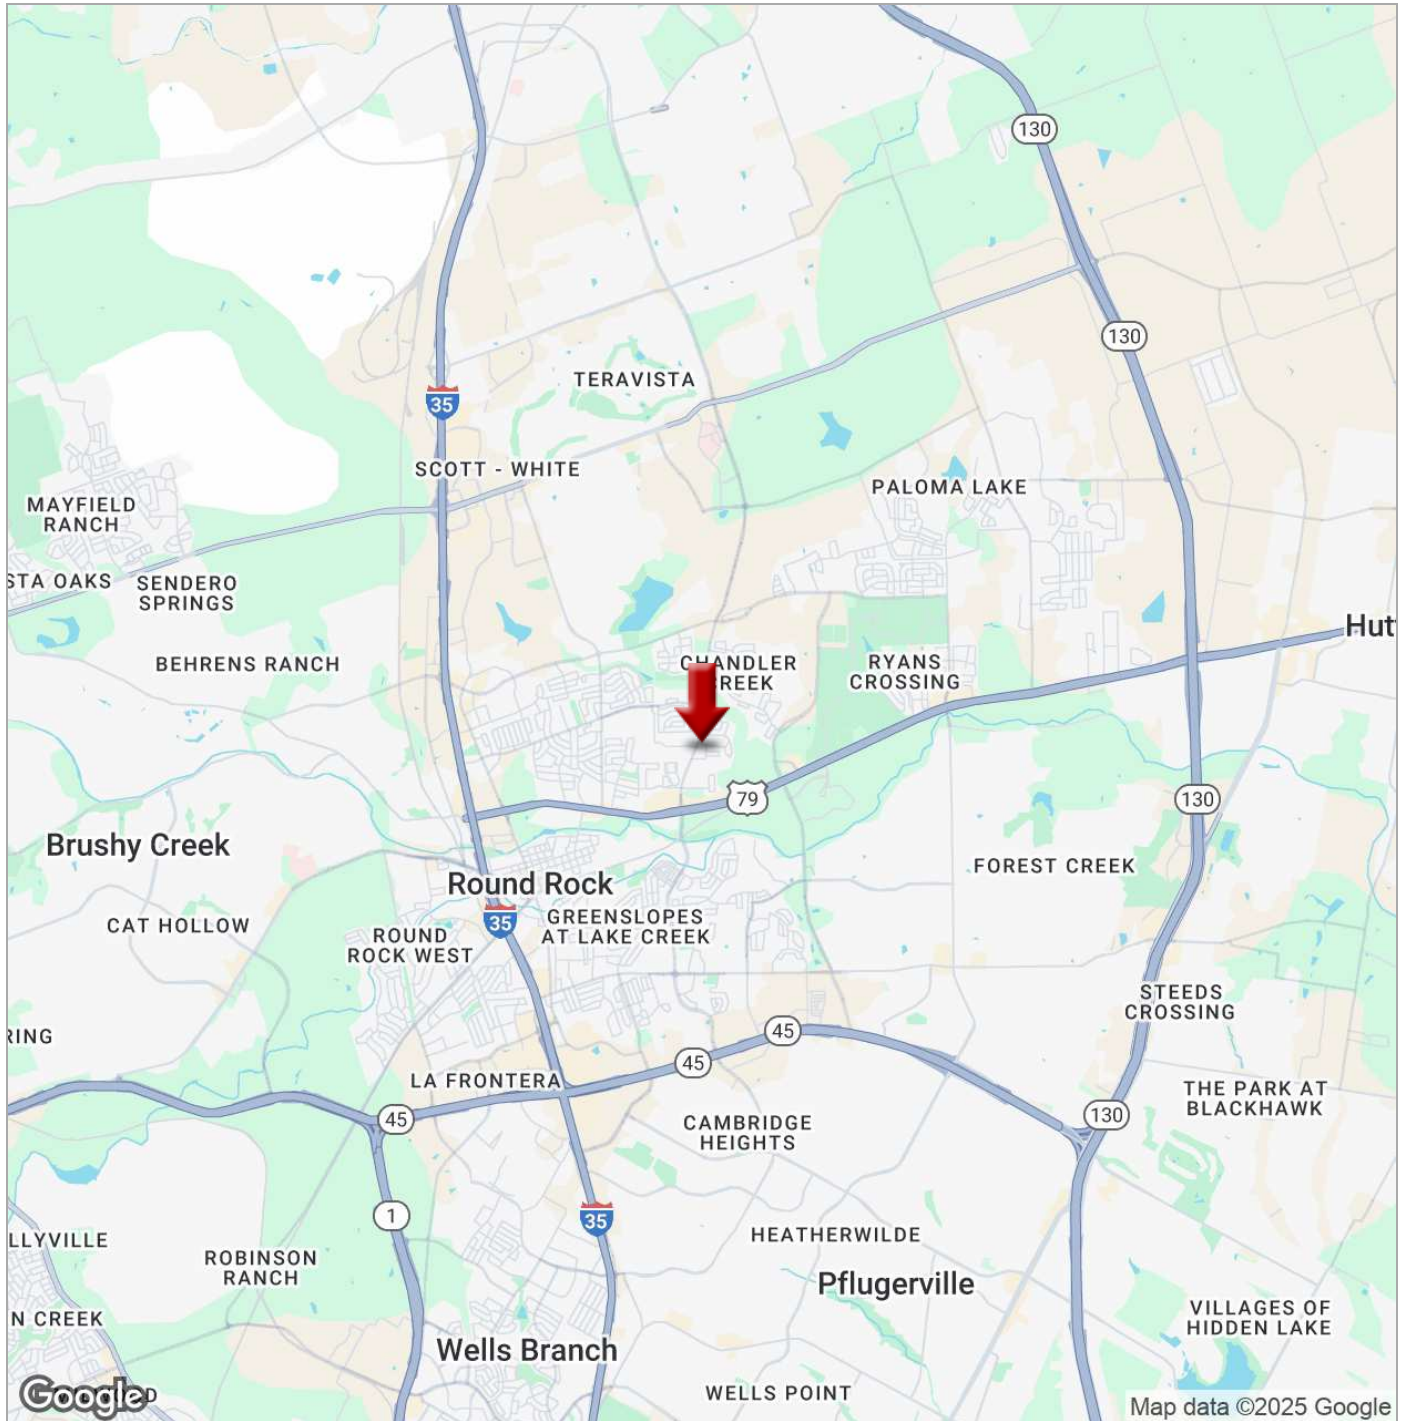 130
130
TERAVISTA
35
SCOTT - WHITE
PALOMA LAKE
MAYFIELD
RANCH
STA OAKS
SENDERO
SPRINGS
Hut
BEHRENS RANCH
CHANDLER
CREEK
RYANS
CROSSING
79
130
Brushy Creek
FOREST CREEK
Round Rock
35
GREENSLOPES
AT LAKE CREEK
CAT HOLLOW
ROUND
ROCK WEST
STEEDS
CROSSING
RING
45
45
LA FRONTERA
THE PARK AT
BLACKHAWK
45
130
CAMBRIDGE
HEIGHTS
1
35
LLYVILLE
HEATHERWILDE
ROBINSON
RANCH
Pflugerville
N CREEK
VILLAGES OF
HIDDEN LAKE
Wells Branch
WELLS POINT
Google
Map data ©2025 Google